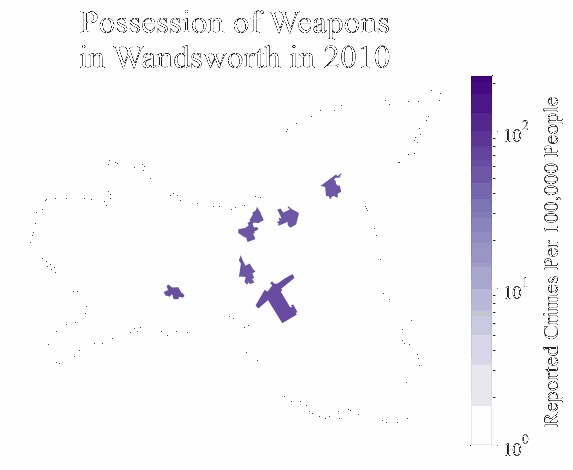 Possession of Weapons
in Wandsworth in 2010
10²
10¹
10⁰
Reported Crimes Per 100,000 People